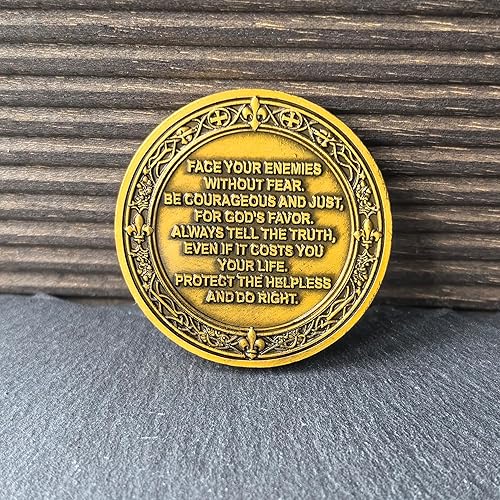 FACE YOUR ENEMIES
WITHOUT FEAR.
BE COURAGEOUS AND JUST,
FOR GOD'S FAVOR.
ALWAYS TELL THE TRUTH,
EVEN IF IT COSTS YOU
YOUR LIFE.
PROTECT THE HELPLESS
AND DO RIGHT.